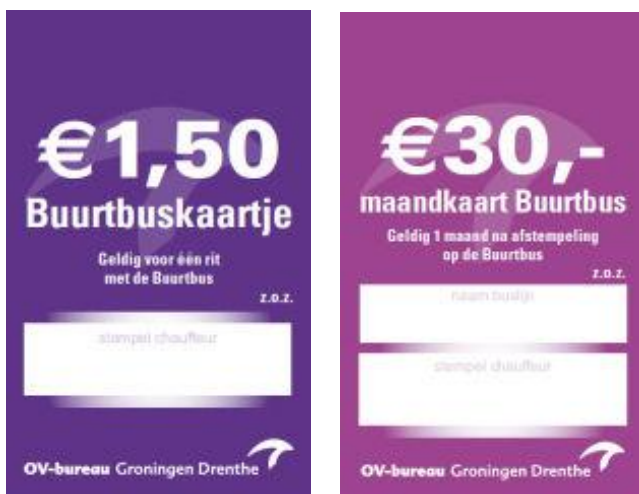 €1,50
Buurtbuskaartje
Geldig voor één rit
met de Buurtbus
z.o.z.
stempel chauffeur
OV-bureau Groningen Drenthe
€30,-
maandkaart Buurtbus
Geldig 1 maand na afstempeling
op de Buurtbus
z.o.z.
naam buslijn
stempel chauffeur
OV-bureau Groningen Drenthe